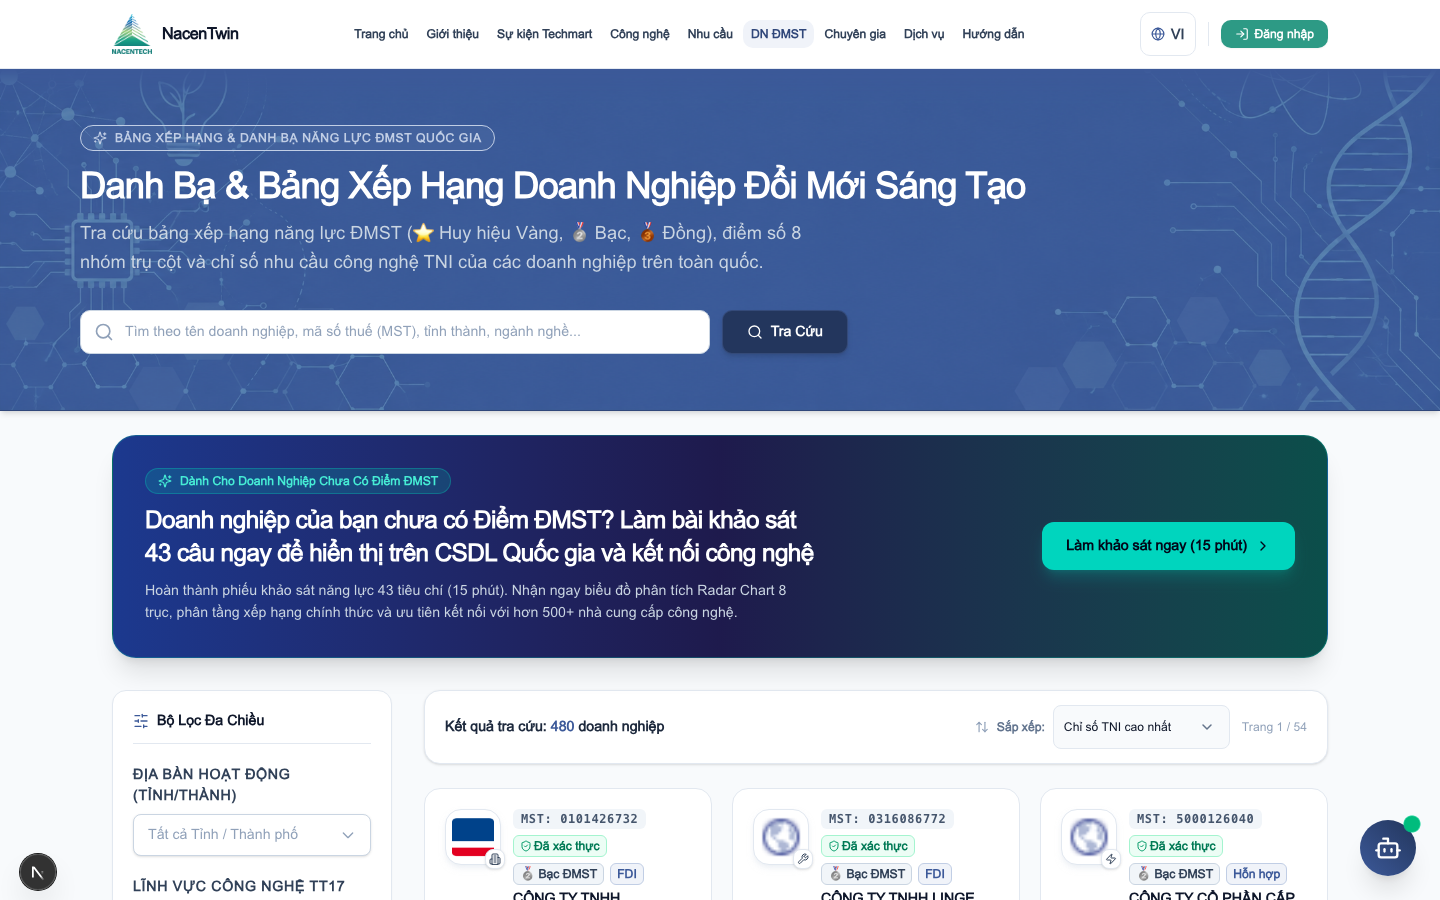 NACENTECH
NacenTwin
Trang chủ
Giới thiệu
Sự kiện Techmart
Công nghệ
Nhu cầu
DN ĐMST
Chuyên gia
Dịch vụ
Hướng dẫn
VI
Đăng nhập
BẢNG XẾP HẠNG & DANH BẠ NĂNG LỰC ĐMST QUỐC GIA
Danh Bạ & Bảng Xếp Hạng Doanh Nghiệp Đổi Mới Sáng Tạo
Tra cứu bảng xếp hạng năng lực ĐMST (⭐ Huy hiệu Vàng, 🥈 Bạc, 🥉 Đồng), điểm số 8
nhóm trụ cột và chỉ số nhu cầu công nghệ TNI của các doanh nghiệp trên toàn quốc.
Tìm theo tên doanh nghiệp, mã số thuế (MST), tỉnh thành, ngành nghề...
Tra Cứu
Dành Cho Doanh Nghiệp Chưa Có Điểm ĐMST
Doanh nghiệp của bạn chưa có Điểm ĐMST? Làm bài khảo sát
43 câu ngay để hiển thị trên CSDL Quốc gia và kết nối công nghệ
Hoàn thành phiếu khảo sát năng lực 43 tiêu chí (15 phút). Nhận ngay biểu đồ phân tích Radar Chart 8
trục, phân tầng xếp hạng chính thức và ưu tiên kết nối với hơn 500+ nhà cung cấp công nghệ.
Làm khảo sát ngay (15 phút)
Bộ Lọc Đa Chiều
ĐỊA BÀN HOẠT ĐỘNG
(TỈNH/THÀNH)
Tất cả Tỉnh / Thành phố
LĨNH VỰC CÔNG NGHỆ TT17
Kết quả tra cứu: 480 doanh nghiệp
Sắp xếp:
Chỉ số TNI cao nhất
Trang 1 / 54
MST: 0101426732
Đã xác thực
🥈 Bạc ĐMST
FDI
CÔNG TY TNHH
MST: 0316086772
Đã xác thực
🥈 Bạc ĐMST
FDI
CÔNG TY TNHH LINGE
MST: 5000126040
Đã xác thực
🥈 Bạc ĐMST
Hỗn hợp
CÔNG TY CỔ PHẦN CẤP